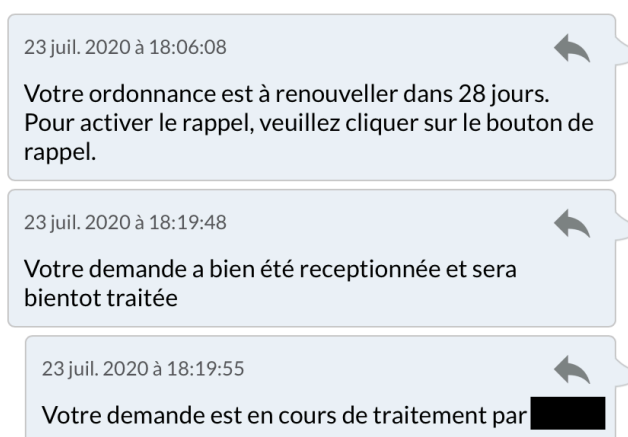 23 juil. 2020 à 18:06:08
Votre ordonnance est à renouveller dans 28 jours.
Pour activer le rappel, veuillez cliquer sur le bouton de
rappel.
23 juil. 2020 à 18:19:48
Votre demande a bien été receptionnée et sera
bientot traitée
23 juil. 2020 à 18:19:55
Votre demande est en cours de traitement par